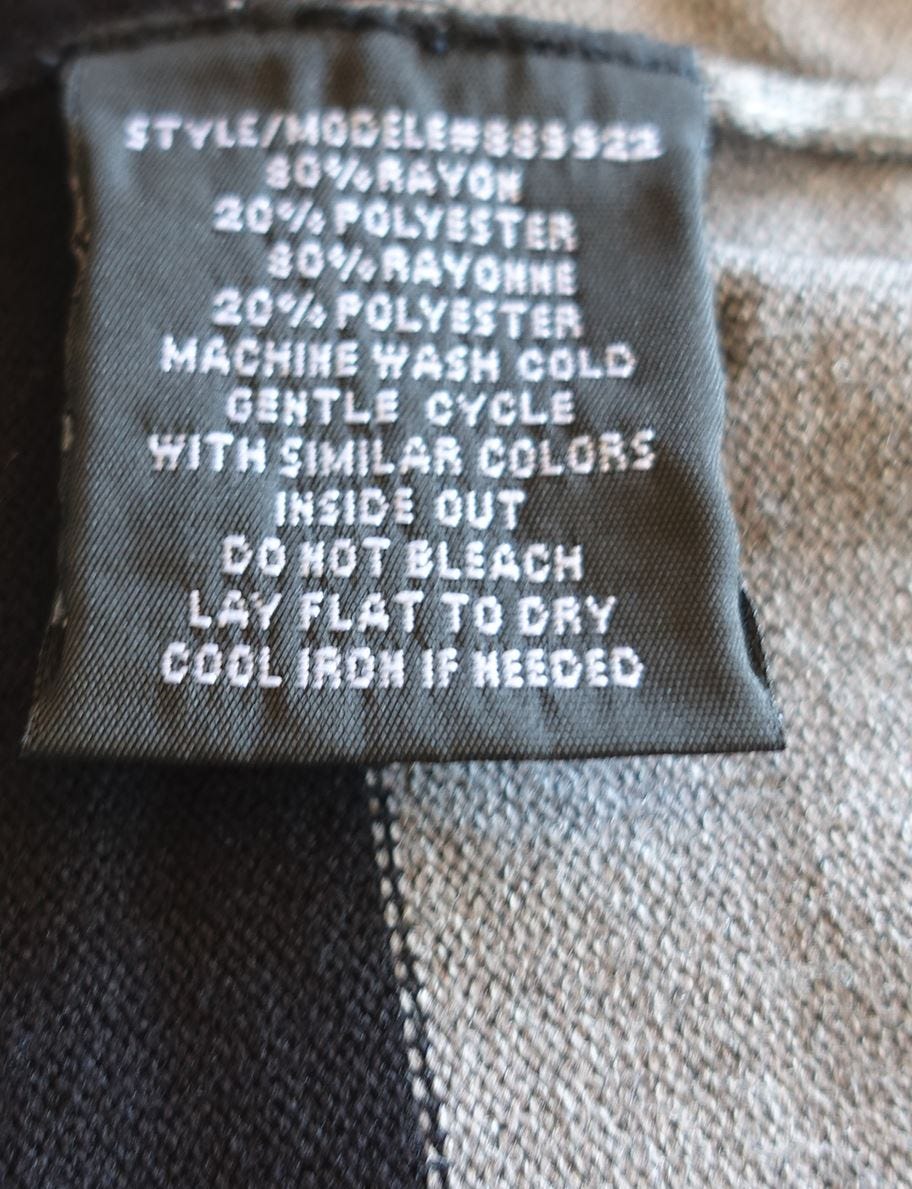 STYLE/MODELE#889922
80% RAYON
20% POLYESTER
80% RAYONNE
20% POLYESTER
MACHINE WASH COLD
GENTLE CYCLE
WITH SIMILAR COLORS
INSIDE OUT
DO NOT BLEACH
LAY FLAT TO DRY
COOL IRON IF NEEDED